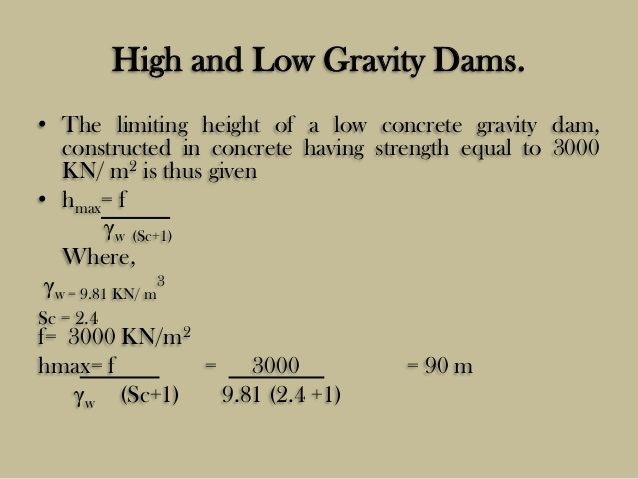 High and Low Gravity Dams.
• The limiting height of a low concrete gravity dam,
constructed in concrete having strength equal to 3000
KN/ m² is thus given
• hmax= f
γw (Sc+1)
Where,
γw = 9.81 KN/ m³
Sc = 2.4
f= 3000 KN/m²
hmax= f = 3000 = 90 m
γw (Sc+1) 9.81 (2.4 +1)